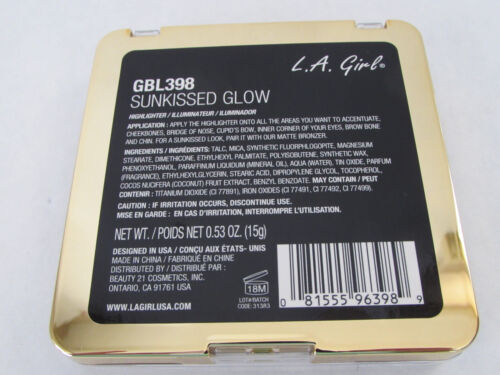 GBL398
L.A. Girl®
SUNKISSED GLOW
HIGHLIGHTER / ILLUMINATEUR / ILUMINADOR
APPLICATION : APPLY THE HIGHLIGHTER ONTO ALL THE AREAS YOU WANT TO ACCENTUATE,
CHEEKBONES, BRIDGE OF NOSE, CUPID'S BOW, INNER CORNER OF YOUR EYES, BROW BONE
AND CHIN. FOR A SUNKISSED LOOK, PAIR IT WITH OUR MATTE BRONZER.
INGREDIENTS / INGRÉDIENTS: TALC, MICA, SYNTHETIC FLUORPHLOGOPITE, MAGNESIUM
STEARATE, DIMETHICONE, ETHYLHEXYL PALMITATE, POLYISOBUTENE, SYNTHETIC WAX,
PHENOXYETHANOL, PARAFFINUM LIQUIDUM (MINERAL OIL), AQUA (WATER), TIN OXIDE, PARFUM
(FRAGRANCE), ETHYLHEXYLGLYCERIN, STEARIC ACID, DIPROPYLENE GLYCOL, TOCOPHEROL,
COCOS NUCIFERA (COCONUT) FRUIT EXTRACT, BENZYL BENZOATE. MAY CONTAIN / PEUT
CONTENIR: TITANIUM DIOXIDE (CI 77891), IRON OXIDES (CI 77491, CI 77492, CI 77499).
CAUTION : IF IRRITATION OCCURS, DISCONTINUE USE.
MISE EN GARDE : EN CAS D'IRRITATION, INTERROMPRE L'UTILISATION.
NET WT. / POIDS NET 0.53 OZ. (15g)
DESIGNED IN USA / CONÇU AUX ÉTATS- UNIS
MADE IN CHINA / FABRIQUÉ EN CHINE
DISTRIBUTED BY / DISTRIBUÉ PAR :
BEAUTY 21 COSMETICS, INC.
ONTARIO, CA 91761 USA
WWW.LAGIRLUSA.COM
18M
LOT#/BATCH
CODE: 313R3
0 81555 96398 9